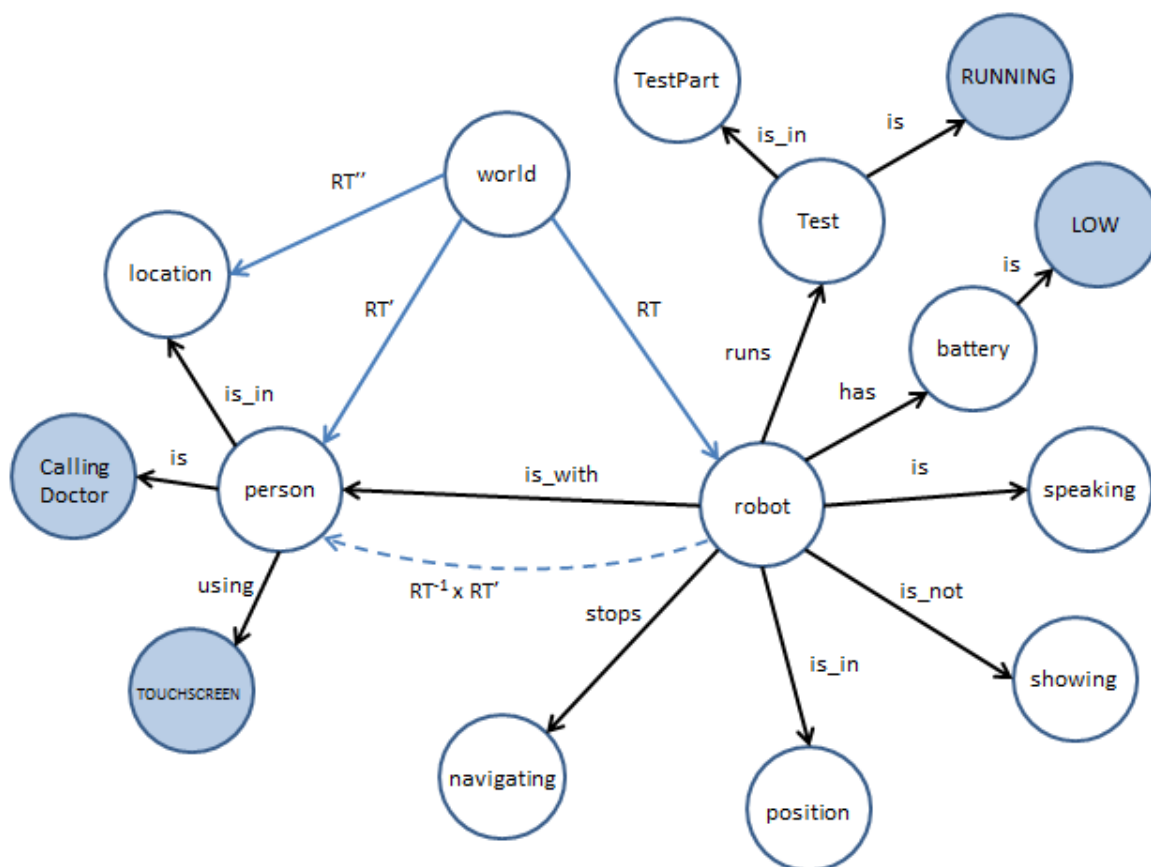 TestPart
RUNNING
is_in
is
world
RT′′
Test
LOW
location
is
RT′
RT
runs
battery
has
is_in
Calling
Doctor
is
person
is_with
robot
is
speaking
using
RT⁻¹ x RT′
stops
is_not
is_in
showing
TOUCHSCREEN
navigating
position